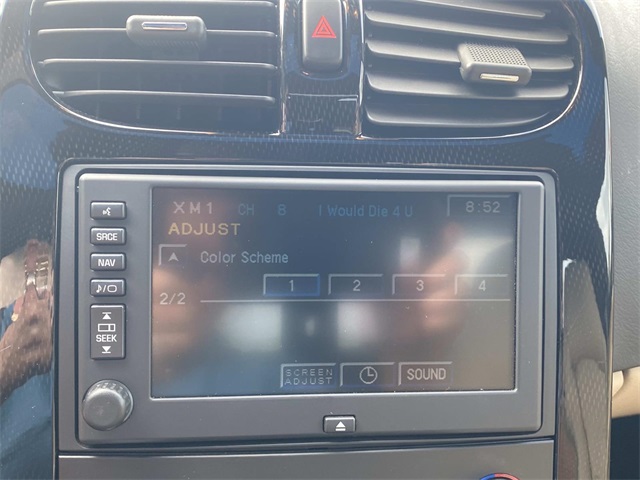 XM1 CH 8 I Would Die 4 U 8:52
ADJUST
SRCE
Color Scheme
NAV
1 2 3 4
2/2
SEEK
SCREEN ADJUST SOUND